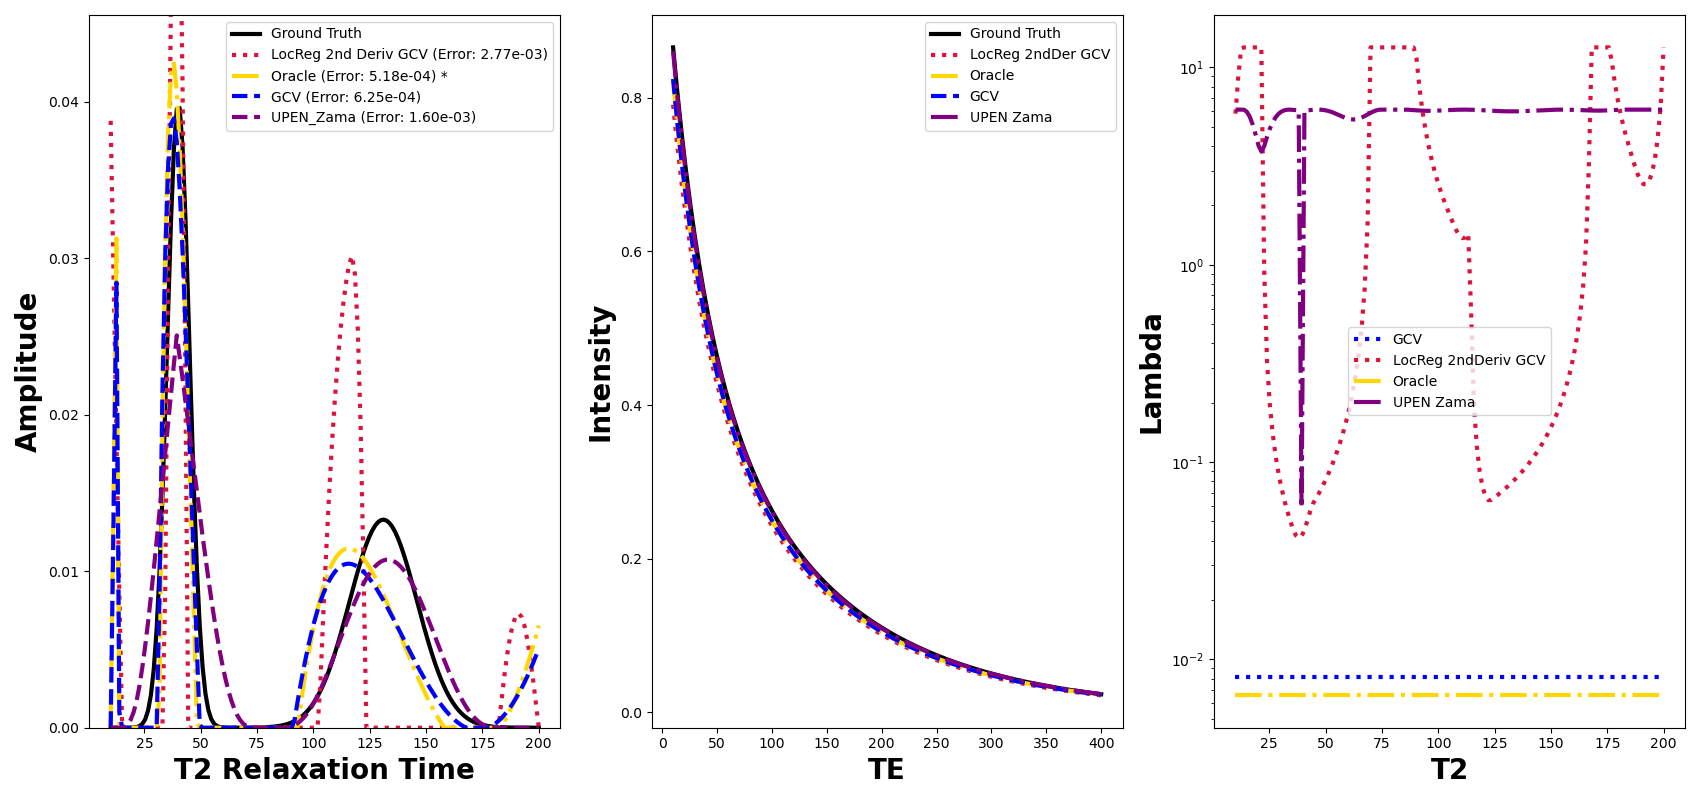 Amplitude
0.04
0.03
0.02
0.01
0.00
25 50 75 100 125 150 175 200
T2 Relaxation Time
Ground Truth
LocReg 2nd Deriv GCV (Error: 2.77e-03)
Oracle (Error: 5.18e-04) *
GCV (Error: 6.25e-04)
UPEN_Zama (Error: 1.60e-03)
Intensity
0.8
0.6
0.4
0.2
0.0
0 50 100 150 200 250 300 350 400
TE
Ground Truth
LocReg 2ndDer GCV
Oracle
GCV
UPEN Zama
Lambda
10¹
10⁰
10⁻¹
10⁻²
25 50 75 100 125 150 175 200
T2
GCV
LocReg 2ndDeriv GCV
Oracle
UPEN Zama